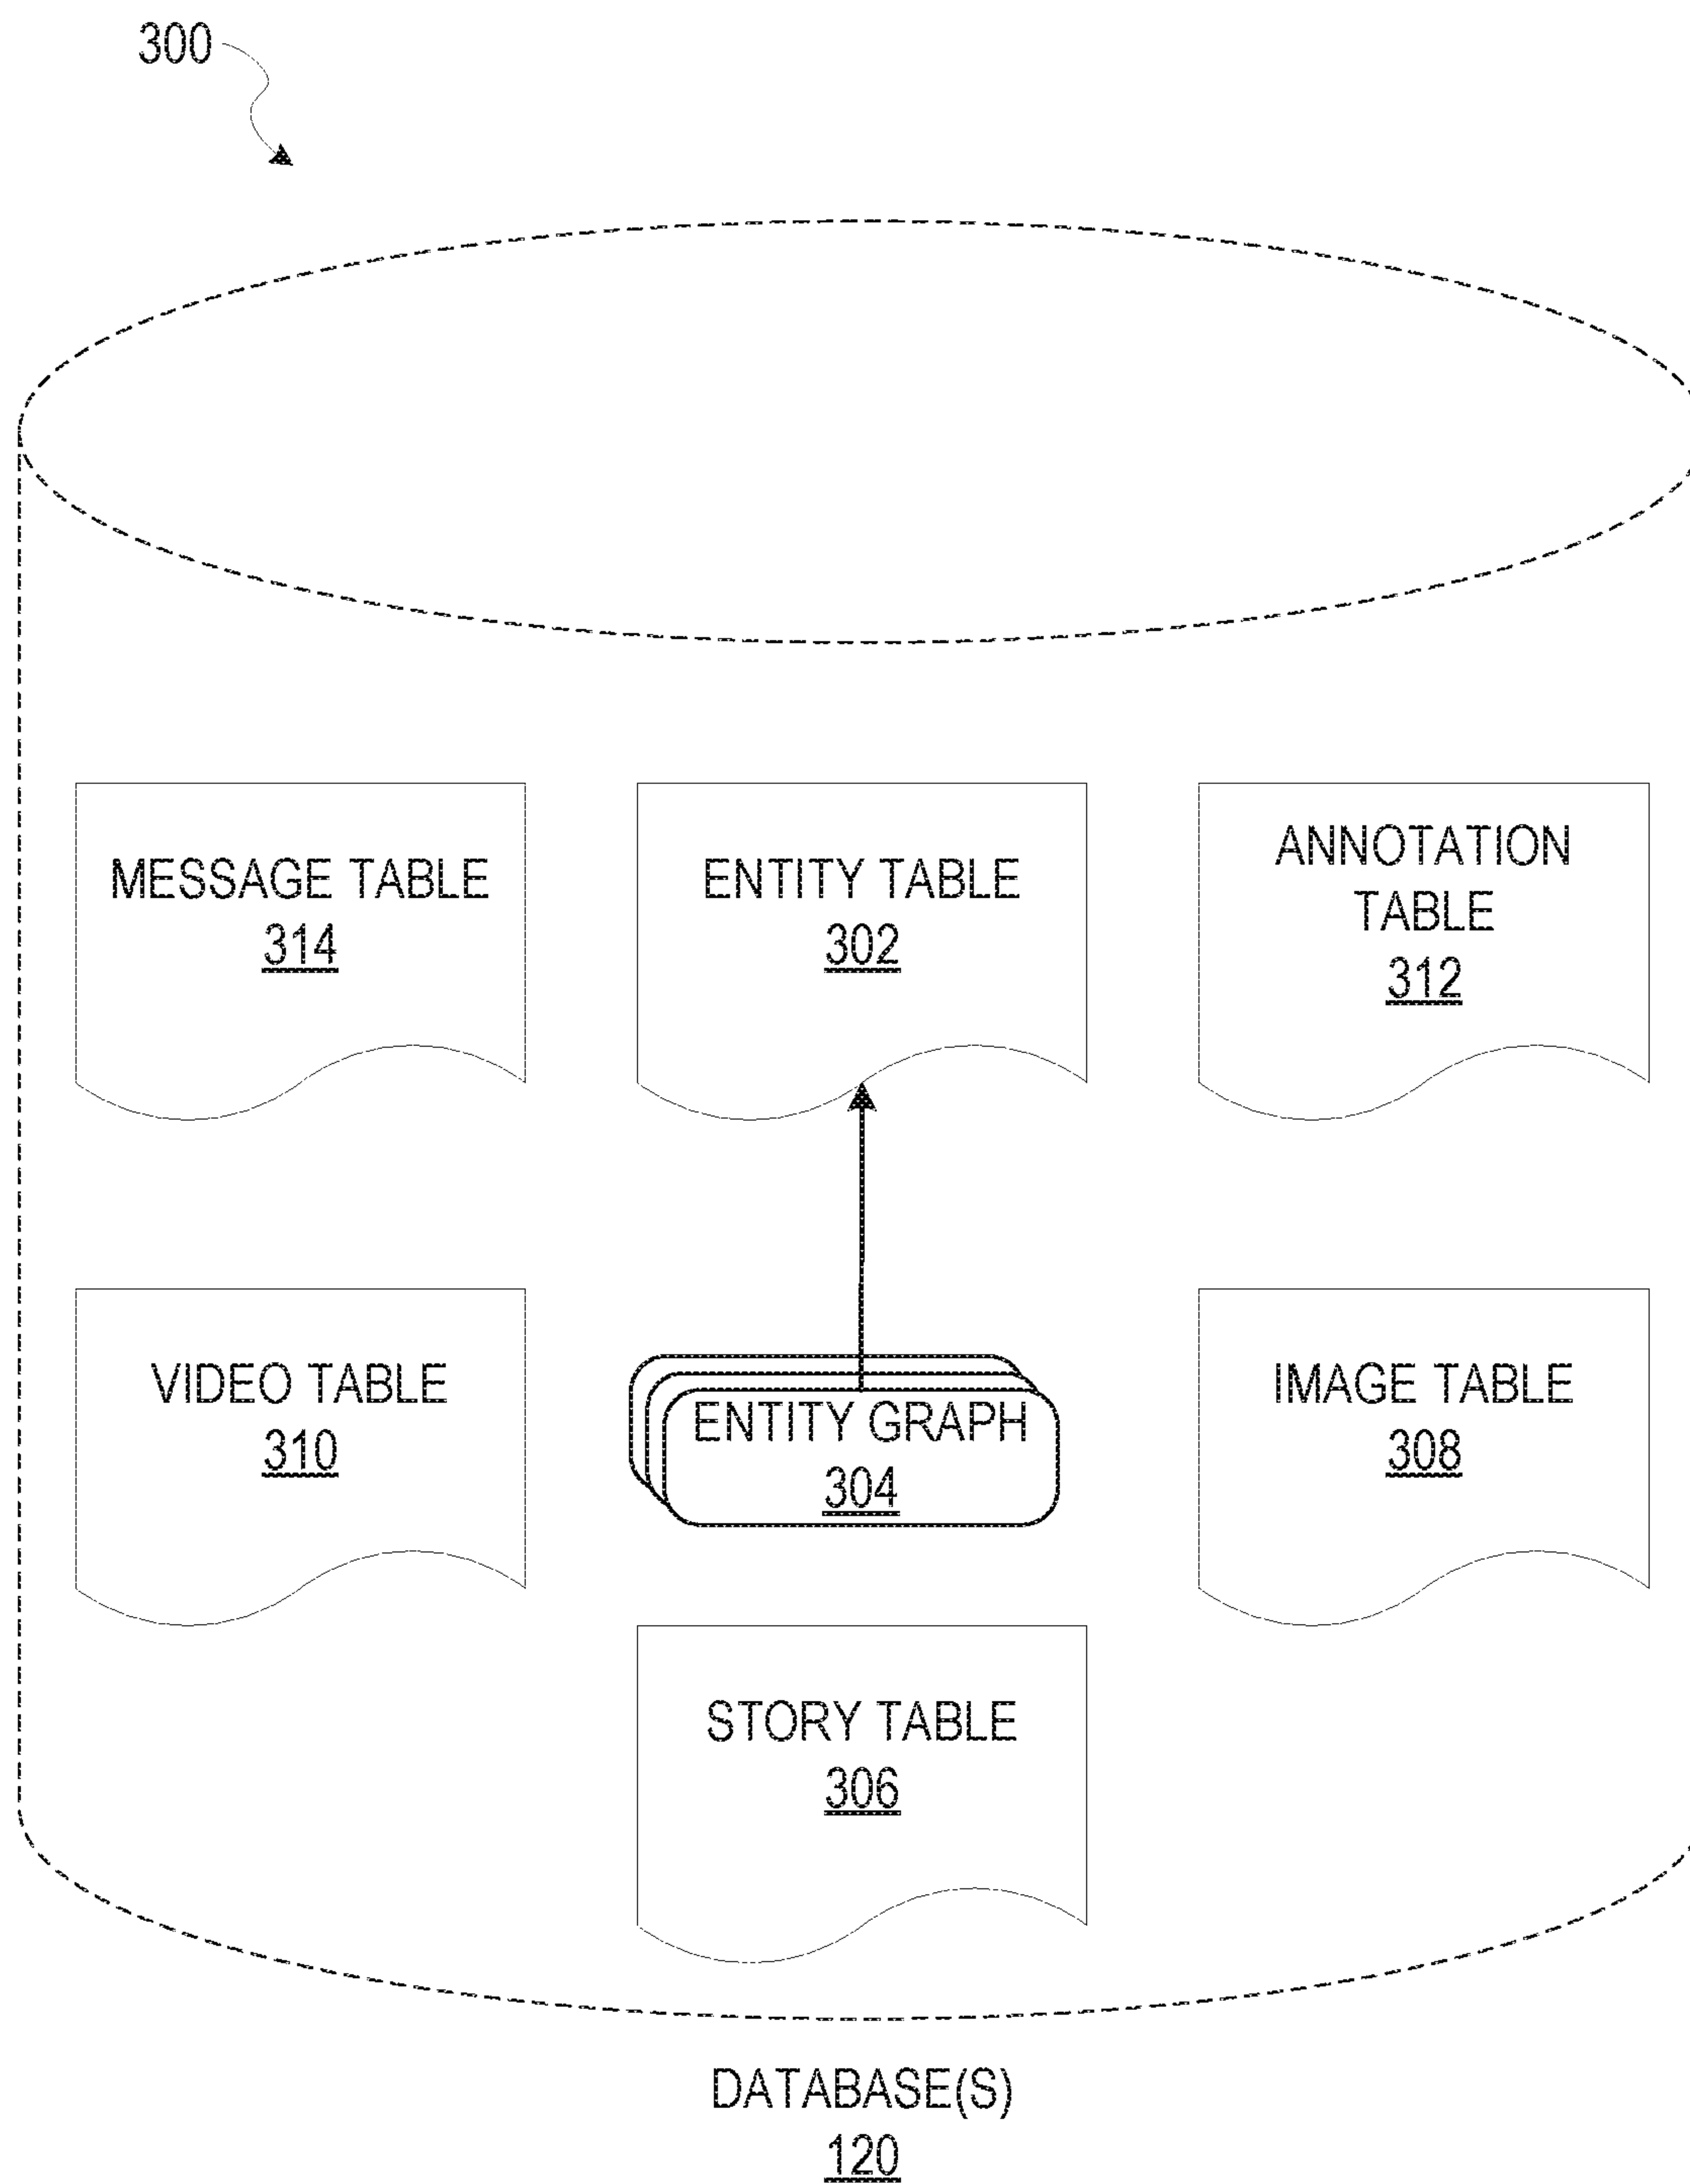 300
MESSAGE TABLE
314
ENTITY TABLE
302
ANNOTATION
TABLE
312
VIDEO TABLE
310
ENTITY GRAPH
304
IMAGE TABLE
308
STORY TABLE
306
DATABASE(S)
120